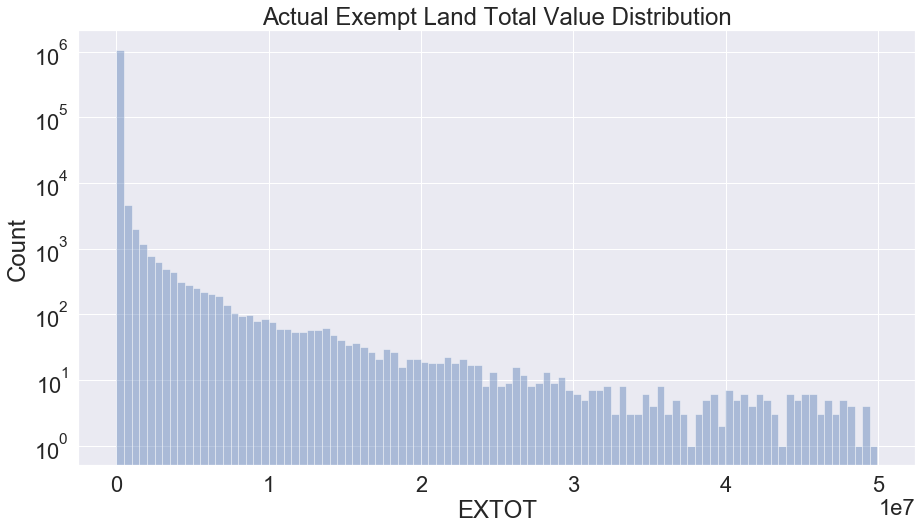 Actual Exempt Land Total Value Distribution
10^6
10^5
10^4
10^3
10^2
10^1
10^0
Count
0 1 2 3 4 5
1e7
EXTOT